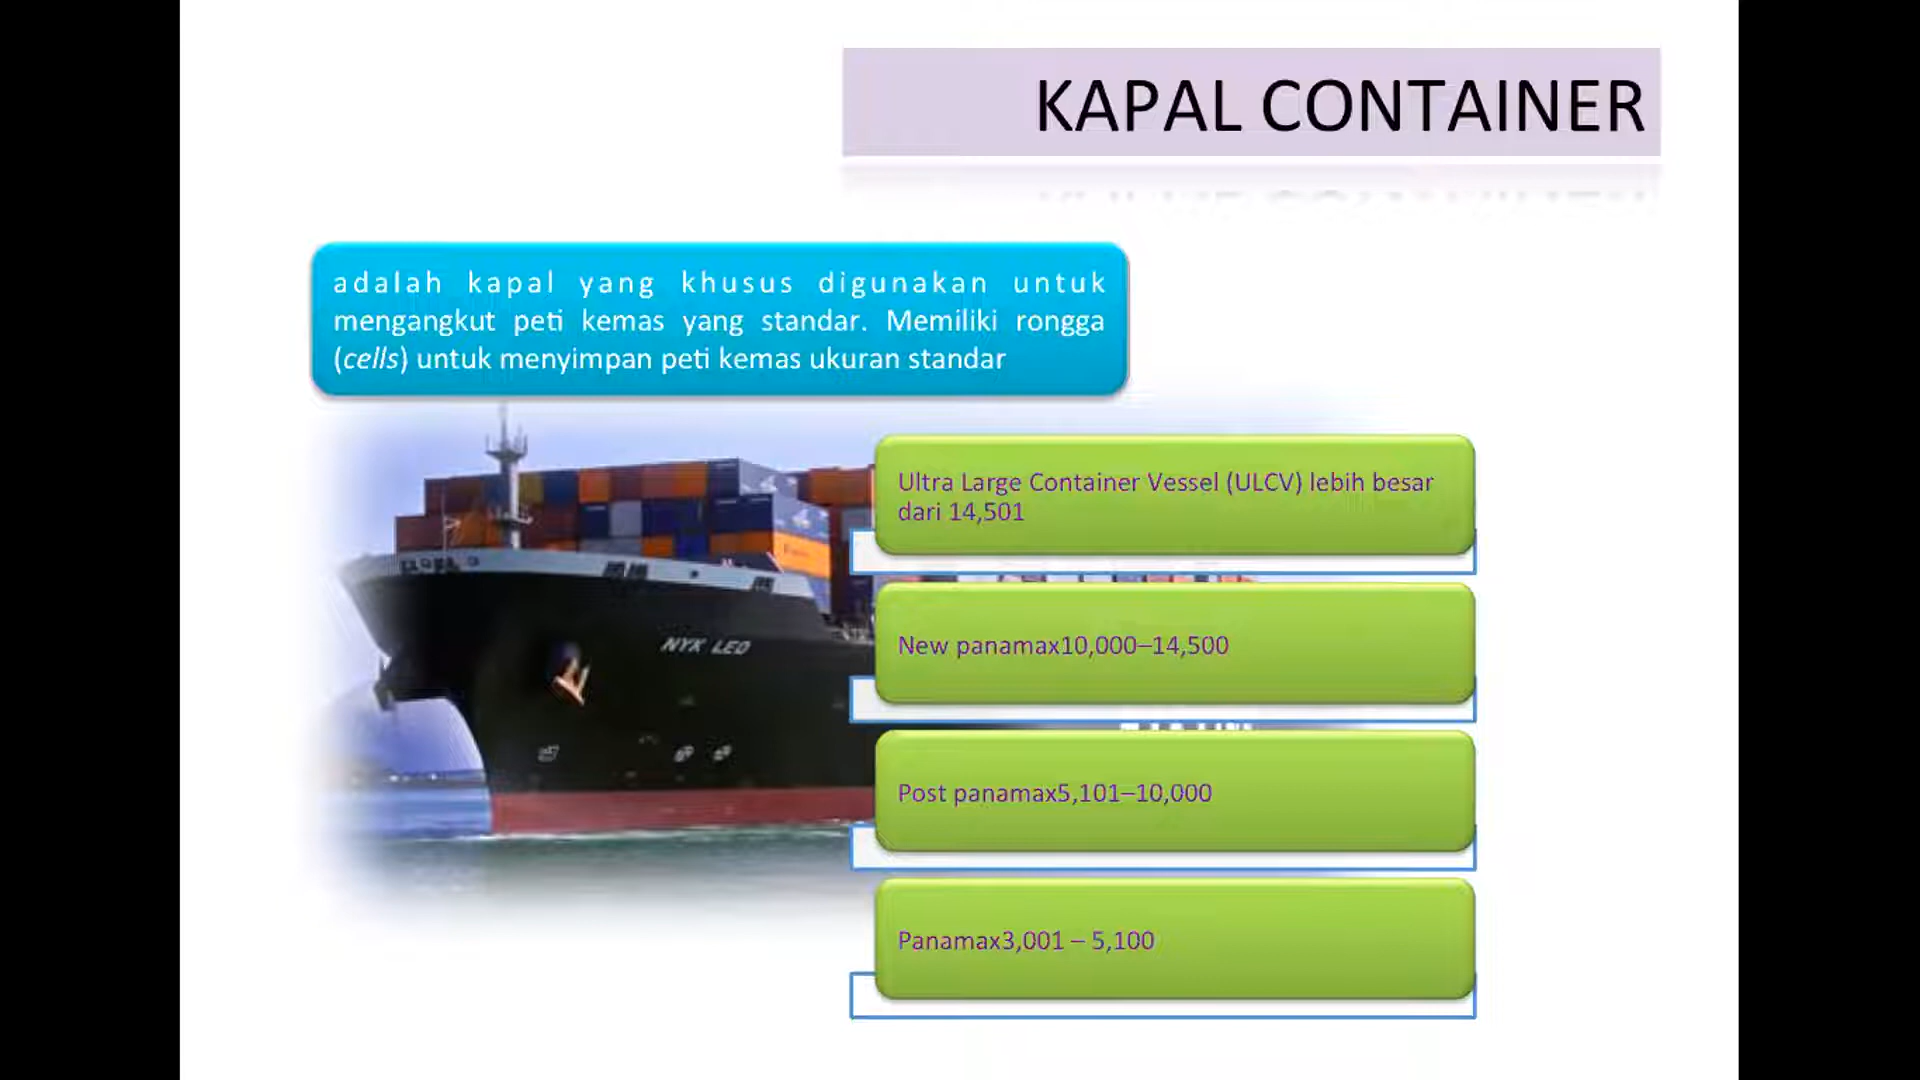 KAPAL CONTAINER
adalah kapal yang khusus digunakan untuk
mengangkut peti kemas yang standar. Memiliki rongga
(cells) untuk menyimpan peti kemas ukuran standar
Ultra Large Container Vessel (ULCV) lebih besar
dari 14,501
New panamax10,000–14,500
NYK LEO
Post panamax5,101–10,000
Panamax3,001 – 5,100